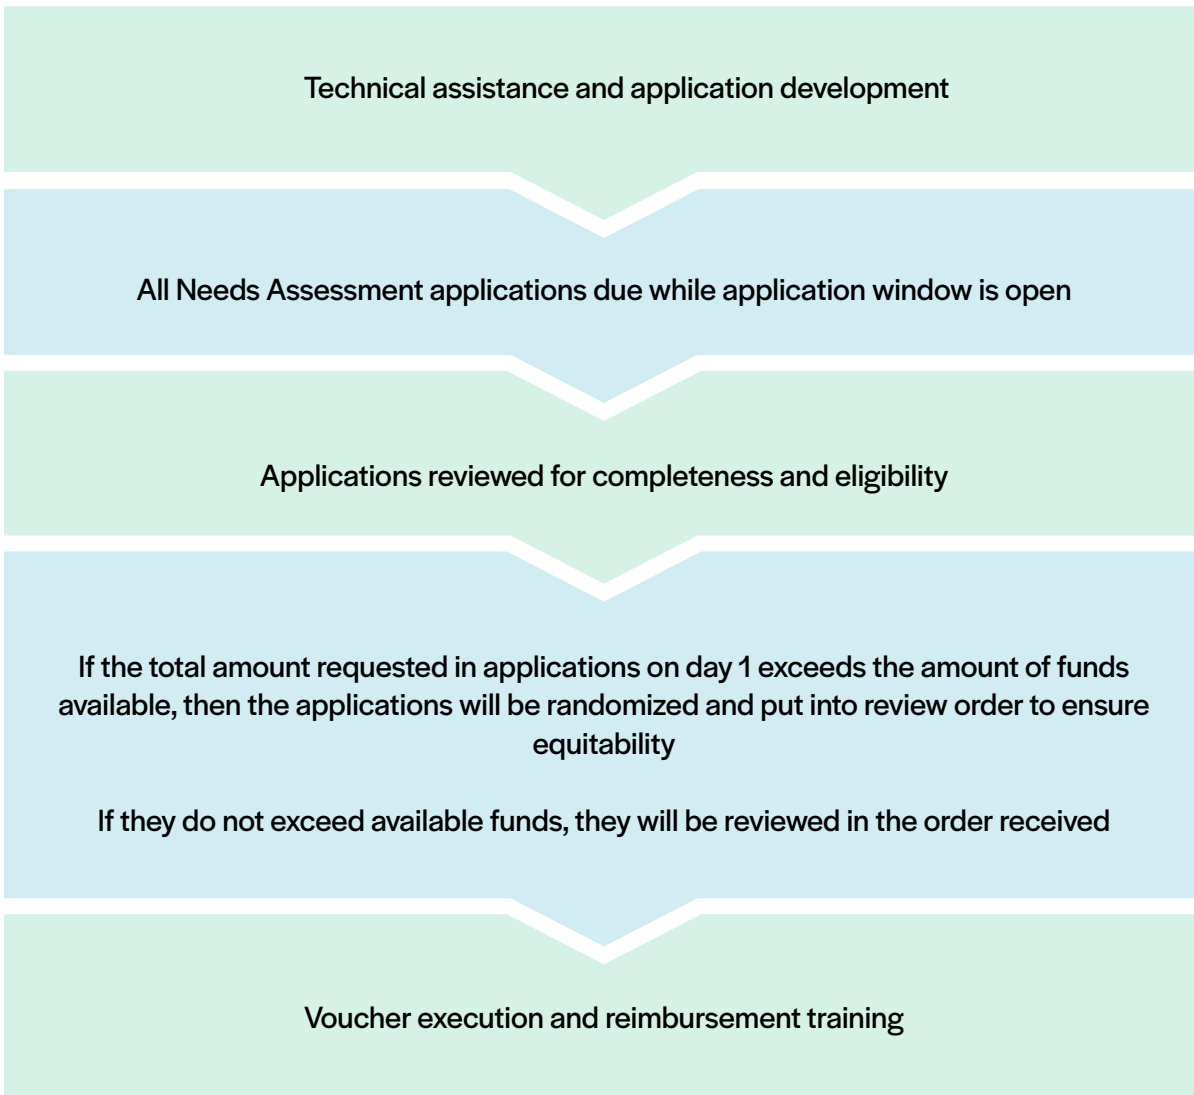 Technical assistance and application development
All Needs Assessment applications due while application window is open
Applications reviewed for completeness and eligibility
If the total amount requested in applications on day 1 exceeds the amount of funds
available, then the applications will be randomized and put into review order to ensure
equitability
If they do not exceed available funds, they will be reviewed in the order received
Voucher execution and reimbursement training